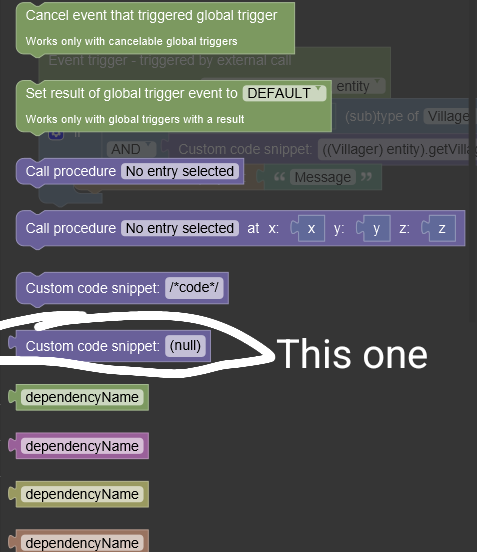 Cancel event that triggered global trigger
Works only with cancelable global triggers
Event trigger - triggered by external call
entity
Set result of global trigger event to DEFAULT
Works only with global triggers with a result
(sub)type of Village
if
AND Custom code snippet: ((Villager) entity).getVilla
Call procedure No entry selected
“ Message ”
Call procedure No entry selected at x: x y: y z: z
Custom code snippet: /*code*/
Custom code snippet: (null)
This one
dependencyName
dependencyName
dependencyName
dependencyName